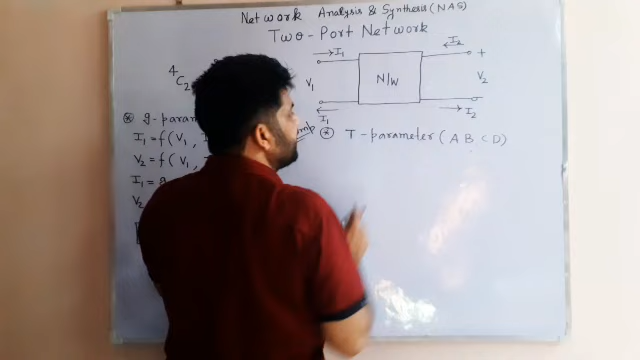 Network Analysis & Synthesis (NAS)
Two-Port Network
⁴C₂
I₁ I₂ +
V₁ N/W V₂
I₁ I₂ -
* g-param
I₁ = f( V₁ ,
V₂ = f( V₁ ,
I₁ = g
V₂
* T-parameter ( A B C D )